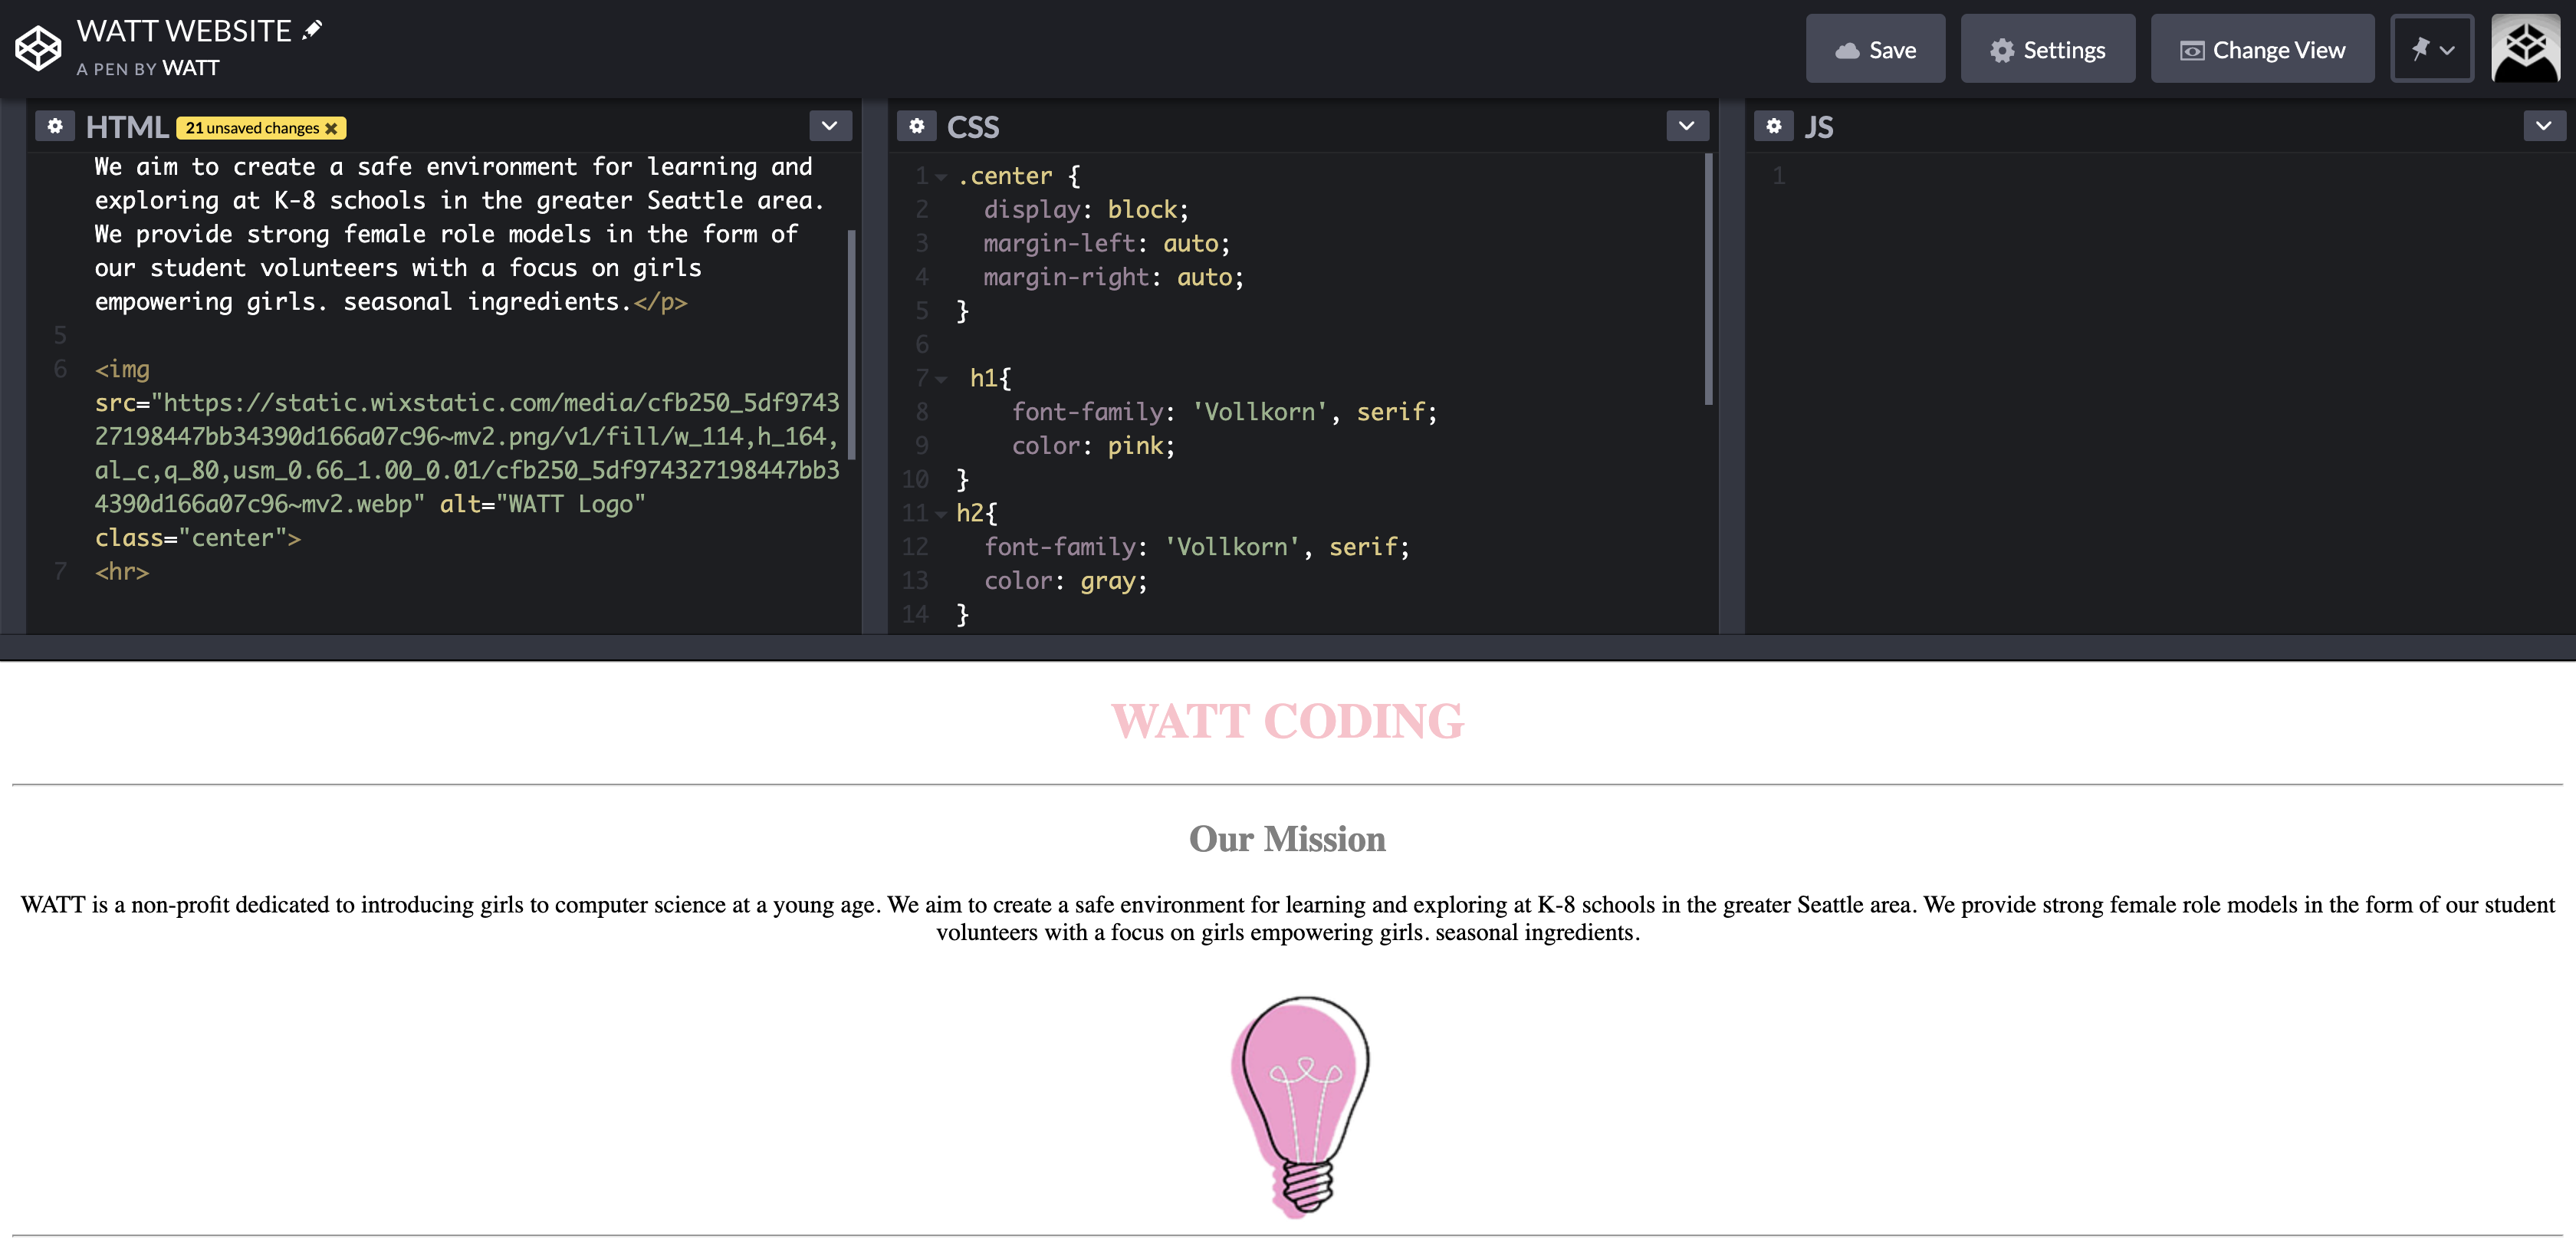 WATT WEBSITE
A PEN BY WATT
Save
Settings
Change View
HTML
21 unsaved changes
We aim to create a safe environment for learning and
exploring at K-8 schools in the greater Seattle area.
We provide strong female role models in the form of
our student volunteers with a focus on girls
empowering girls. seasonal ingredients.</p>
5
6 <img
src="https://static.wixstatic.com/media/cfb250_5df9743
27198447bb34390d166a07c96~mv2.png/v1/fill/w_114,h_164,
al_c,q_80,usm_0.66_1.00_0.01/cfb250_5df974327198447bb3
4390d166a07c96~mv2.webp" alt="WATT Logo"
class="center">
7 <hr>
CSS
1 .center {
2 display: block;
3 margin-left: auto;
4 margin-right: auto;
5 }
6
7 h1{
8 font-family: 'Vollkorn', serif;
9 color: pink;
10 }
11 h2{
12 font-family: 'Vollkorn', serif;
13 color: gray;
14 }
JS
1
WATT CODING
Our Mission
WATT is a non-profit dedicated to introducing girls to computer science at a young age. We aim to create a safe environment for learning and exploring at K-8 schools in the greater Seattle area. We provide strong female role models in the form of our student
volunteers with a focus on girls empowering girls. seasonal ingredients.